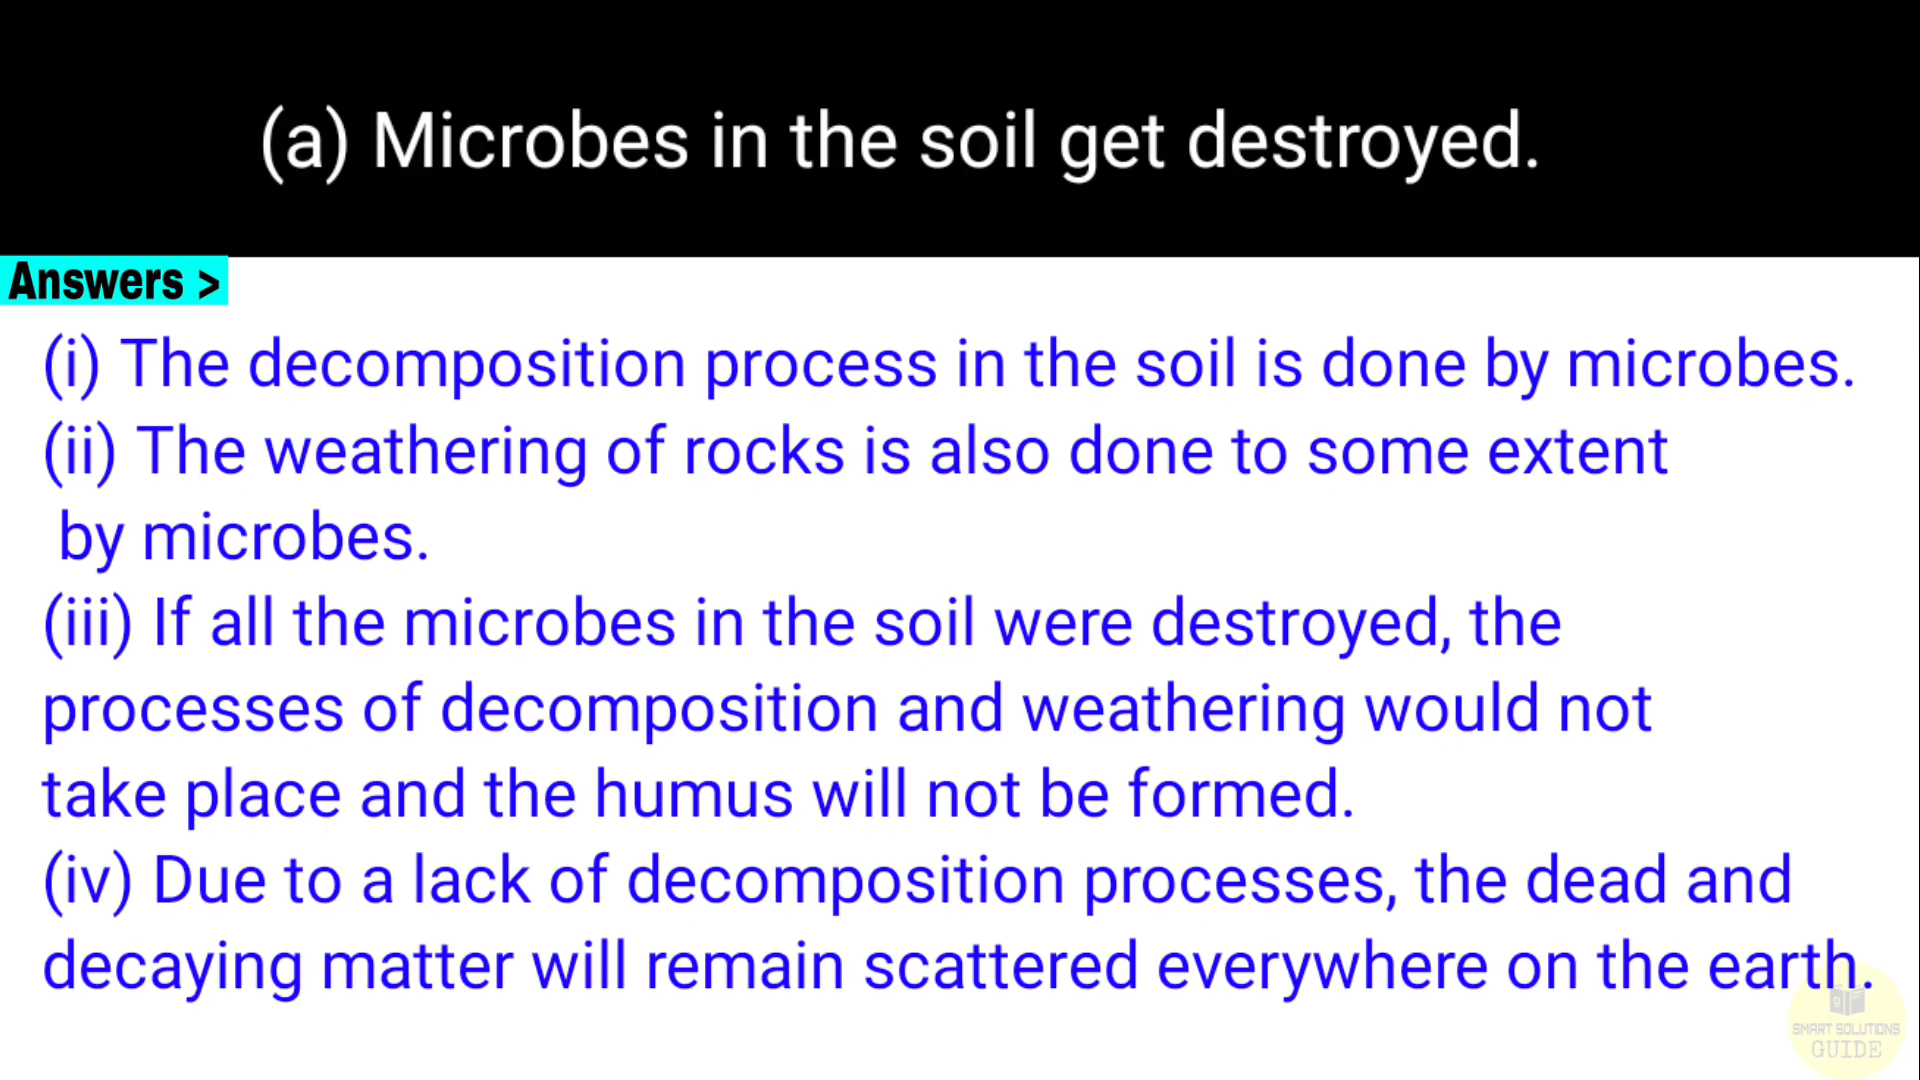 (a) Microbes in the soil get destroyed.
Answers >
(i) The decomposition process in the soil is done by microbes.
(ii) The weathering of rocks is also done to some extent
by microbes.
(iii) If all the microbes in the soil were destroyed, the
processes of decomposition and weathering would not
take place and the humus will not be formed.
(iv) Due to a lack of decomposition processes, the dead and
decaying matter will remain scattered everywhere on the earth.
SMART SOLUTIONS
GUIDE